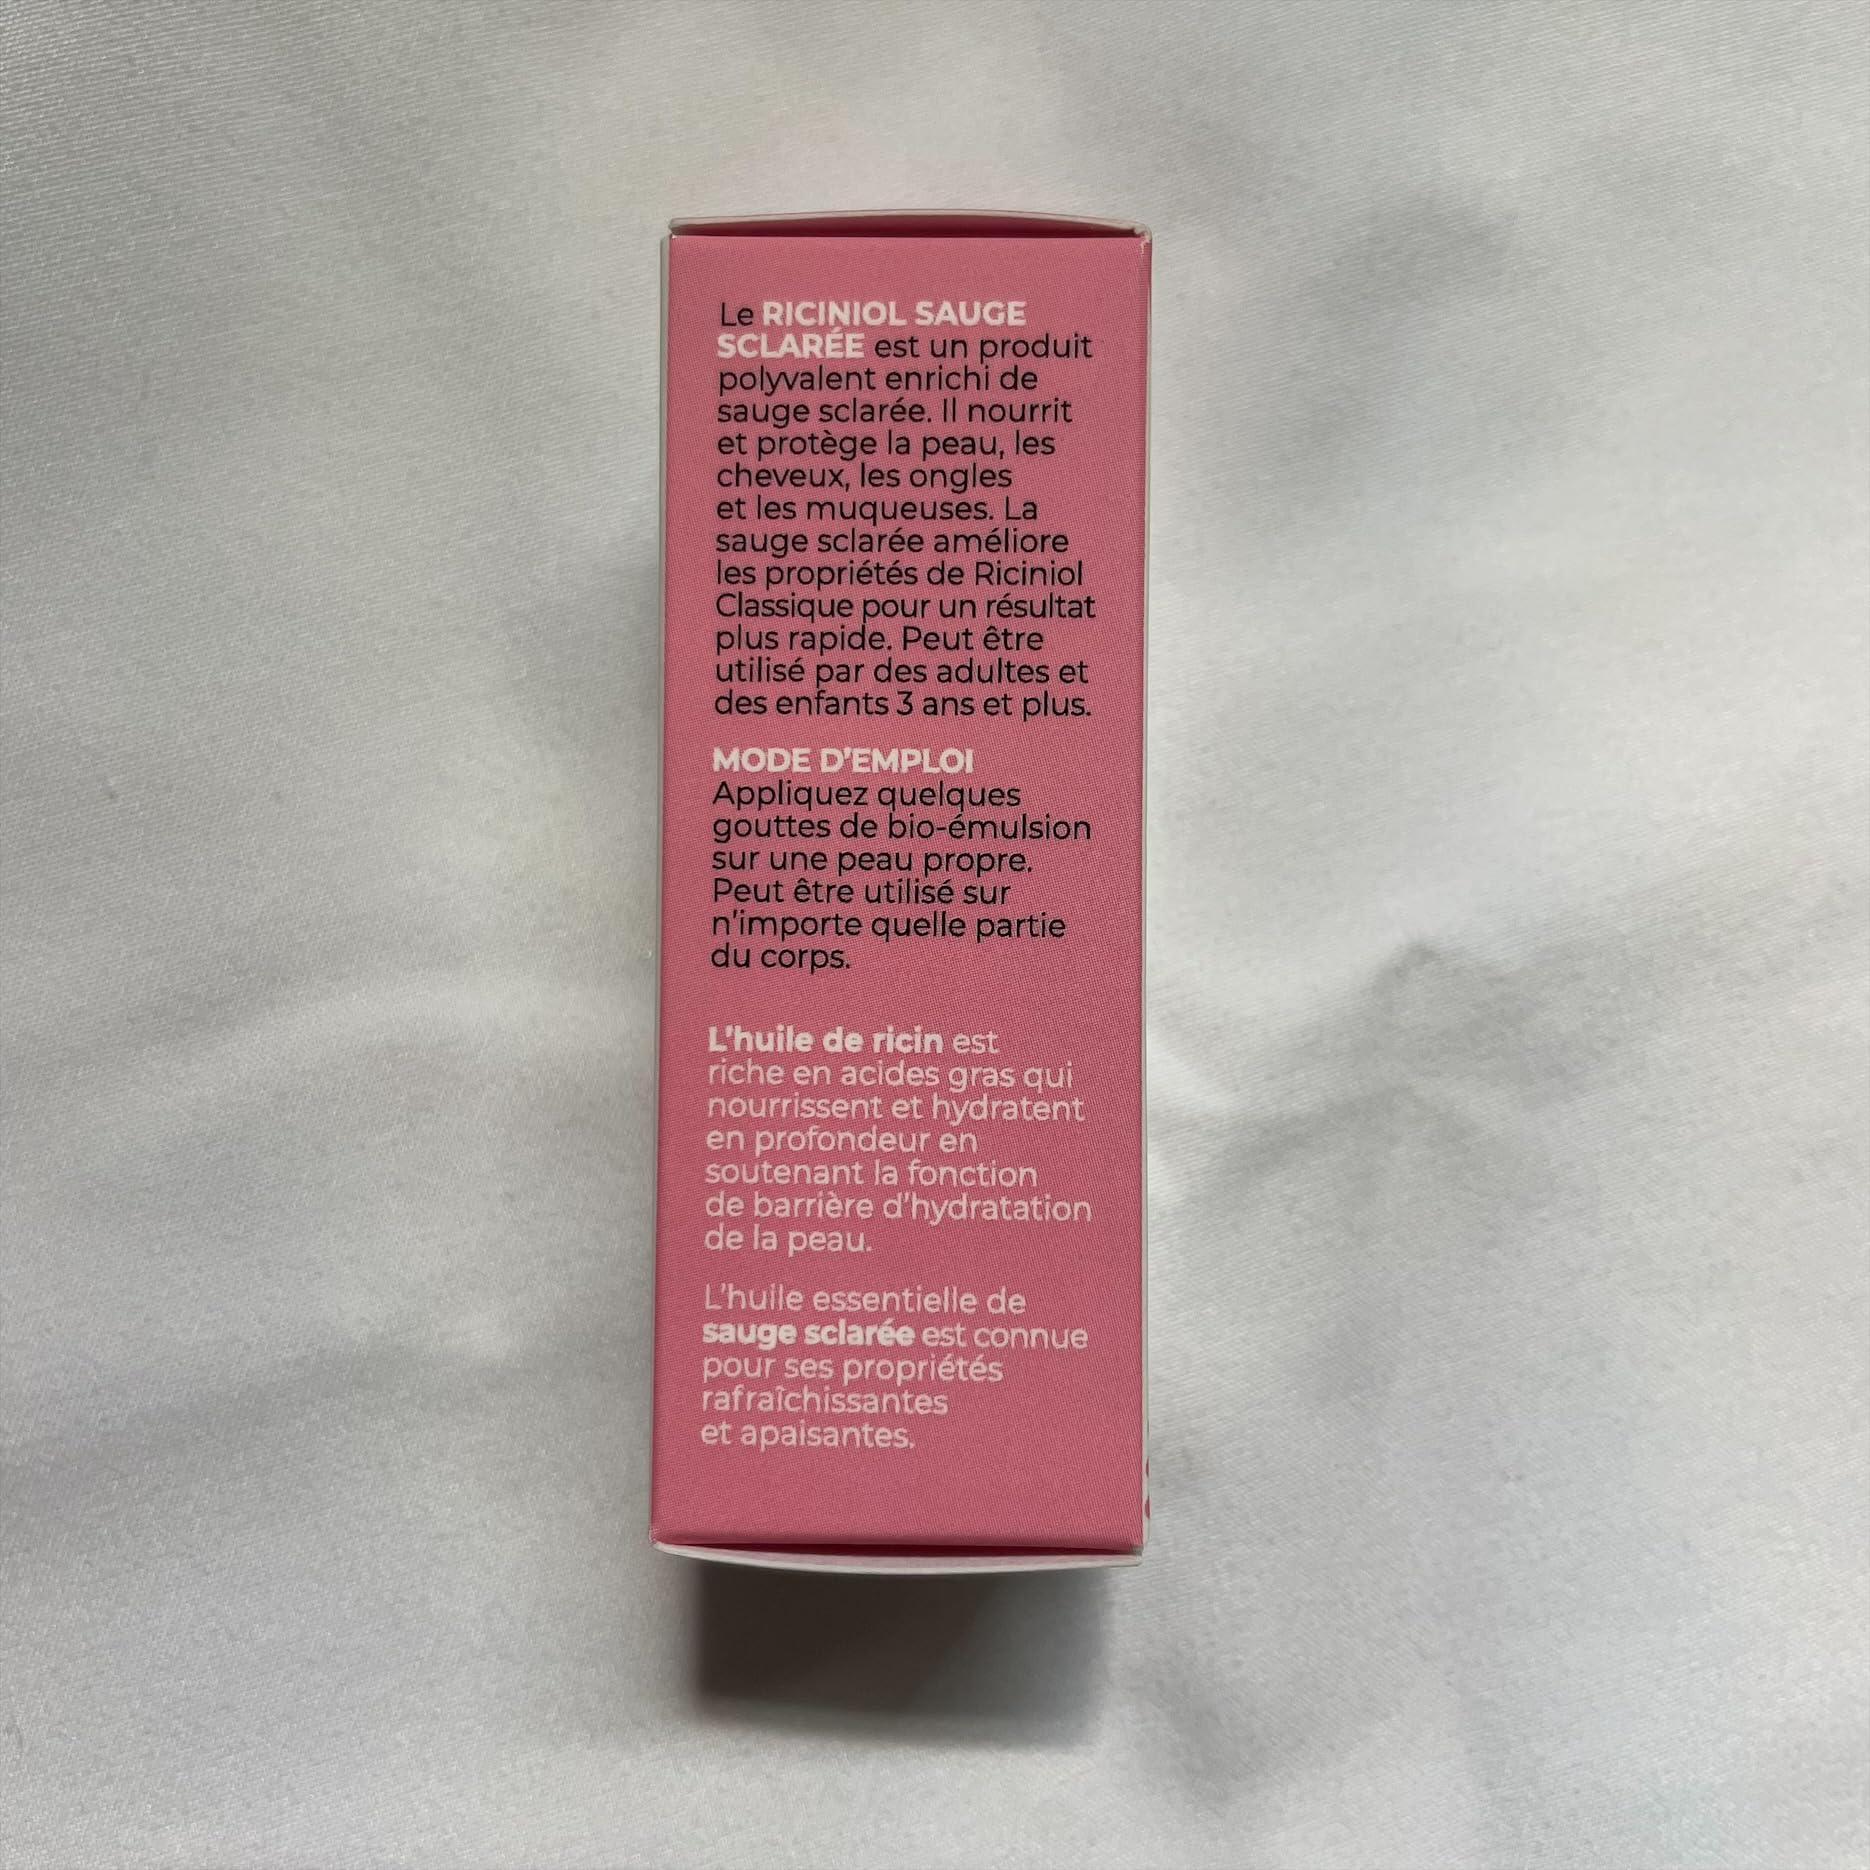 Le RICINIOL SAUGE
SCLARÉE est un produit
polyvalent enrichi de
sauge sclarée. Il nourrit
et protège la peau, les
cheveux, les ongles
et les muqueuses. La
sauge sclarée améliore
les propriétés de Riciniol
Classique pour un résultat
plus rapide. Peut être
utilisé par des adultes et
des enfants 3 ans et plus.
MODE D'EMPLOI
Appliquez quelques
gouttes de bio-émulsion
sur une peau propre.
Peut être utilisé sur
n'importe quelle partie
du corps.
L'huile de ricin est
riche en acides gras qui
nourrissent et hydratent
en profondeur en
soutenant la fonction
de barrière d'hydratation
de la peau.
L'huile essentielle de
sauge sclarée est connue
pour ses propriétés
rafraîchissantes
et apaisantes.